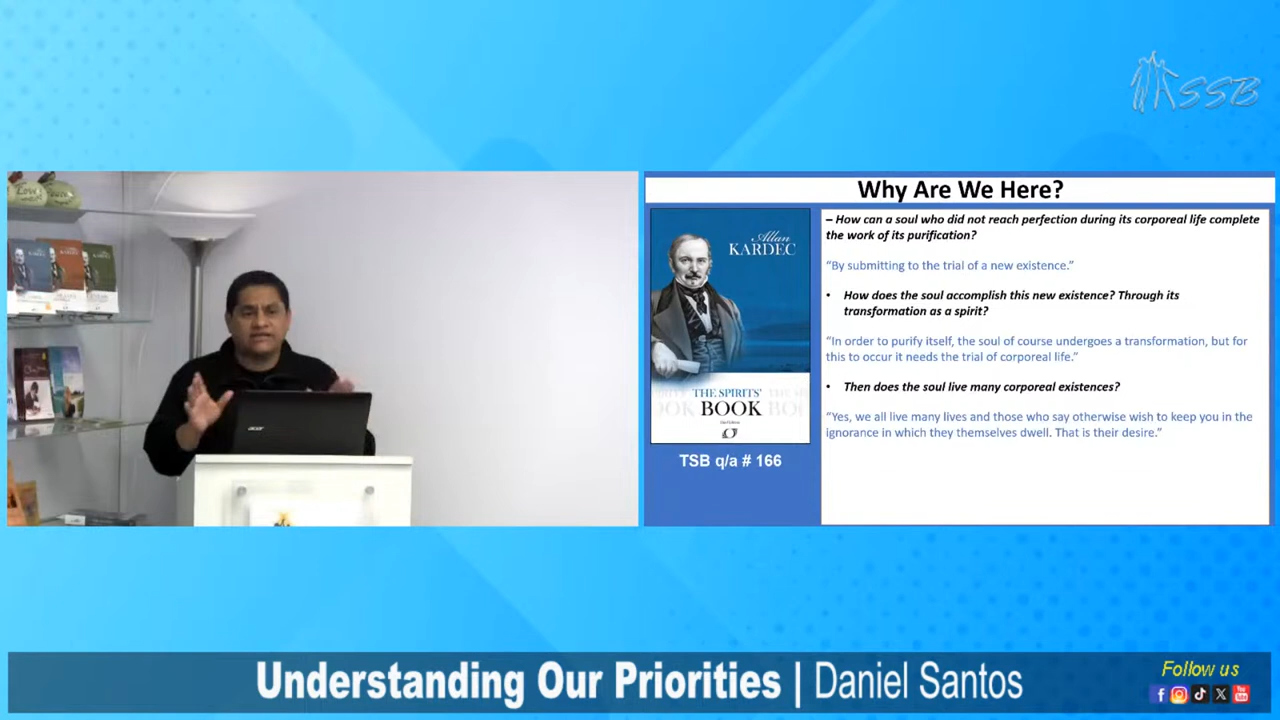 SSB
Why Are We Here?
– How can a soul who did not reach perfection during its corporeal life complete
the work of its purification?
“By submitting to the trial of a new existence.”
• How does the soul accomplish this new existence? Through its
transformation as a spirit?
“In order to purify itself, the soul of course undergoes a transformation, but for
this to occur it needs the trial of corporeal life.”
• Then does the soul live many corporeal existences?
“Yes, we all live many lives and those who say otherwise wish to keep you in the
ignorance in which they themselves dwell. That is their desire.”
Allan
KARDEC
THE SPIRITS'
BOOK
TSB q/a # 166
Love
acer
Understanding Our Priorities | Daniel Santos
Follow us